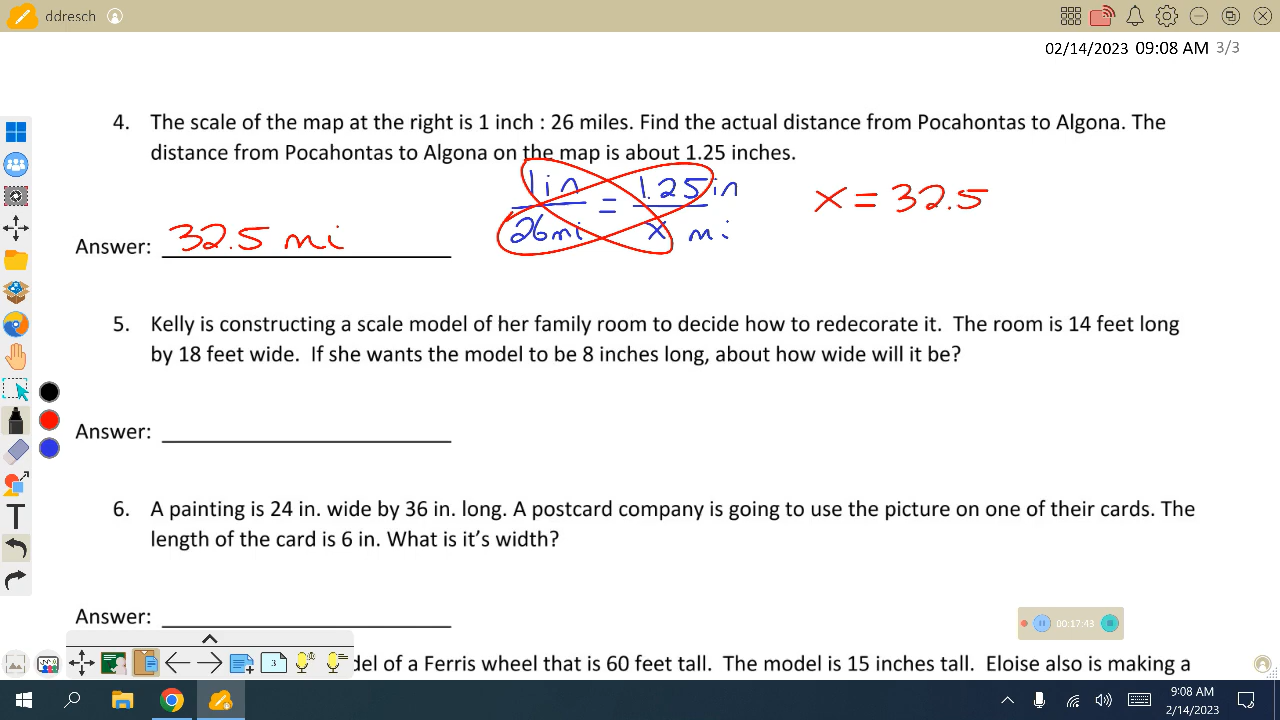 ddresch
02/14/2023 09:08 AM 3/3
4. The scale of the map at the right is 1 inch : 26 miles. Find the actual distance from Pocahontas to Algona. The
distance from Pocahontas to Algona on the map is about 1.25 inches.
1in = 1.25 in
26mi x mi
x = 32.5
Answer: 32.5 mi
5. Kelly is constructing a scale model of her family room to decide how to redecorate it. The room is 14 feet long
by 18 feet wide. If she wants the model to be 8 inches long, about how wide will it be?
Answer:
6. A painting is 24 in. wide by 36 in. long. A postcard company is going to use the picture on one of their cards. The
length of the card is 6 in. What is it's width?
Answer:
00:17:43
del of a Ferris wheel that is 60 feet tall. The model is 15 inches tall. Eloise also is making a
3
T
9:08 AM
2/14/2023